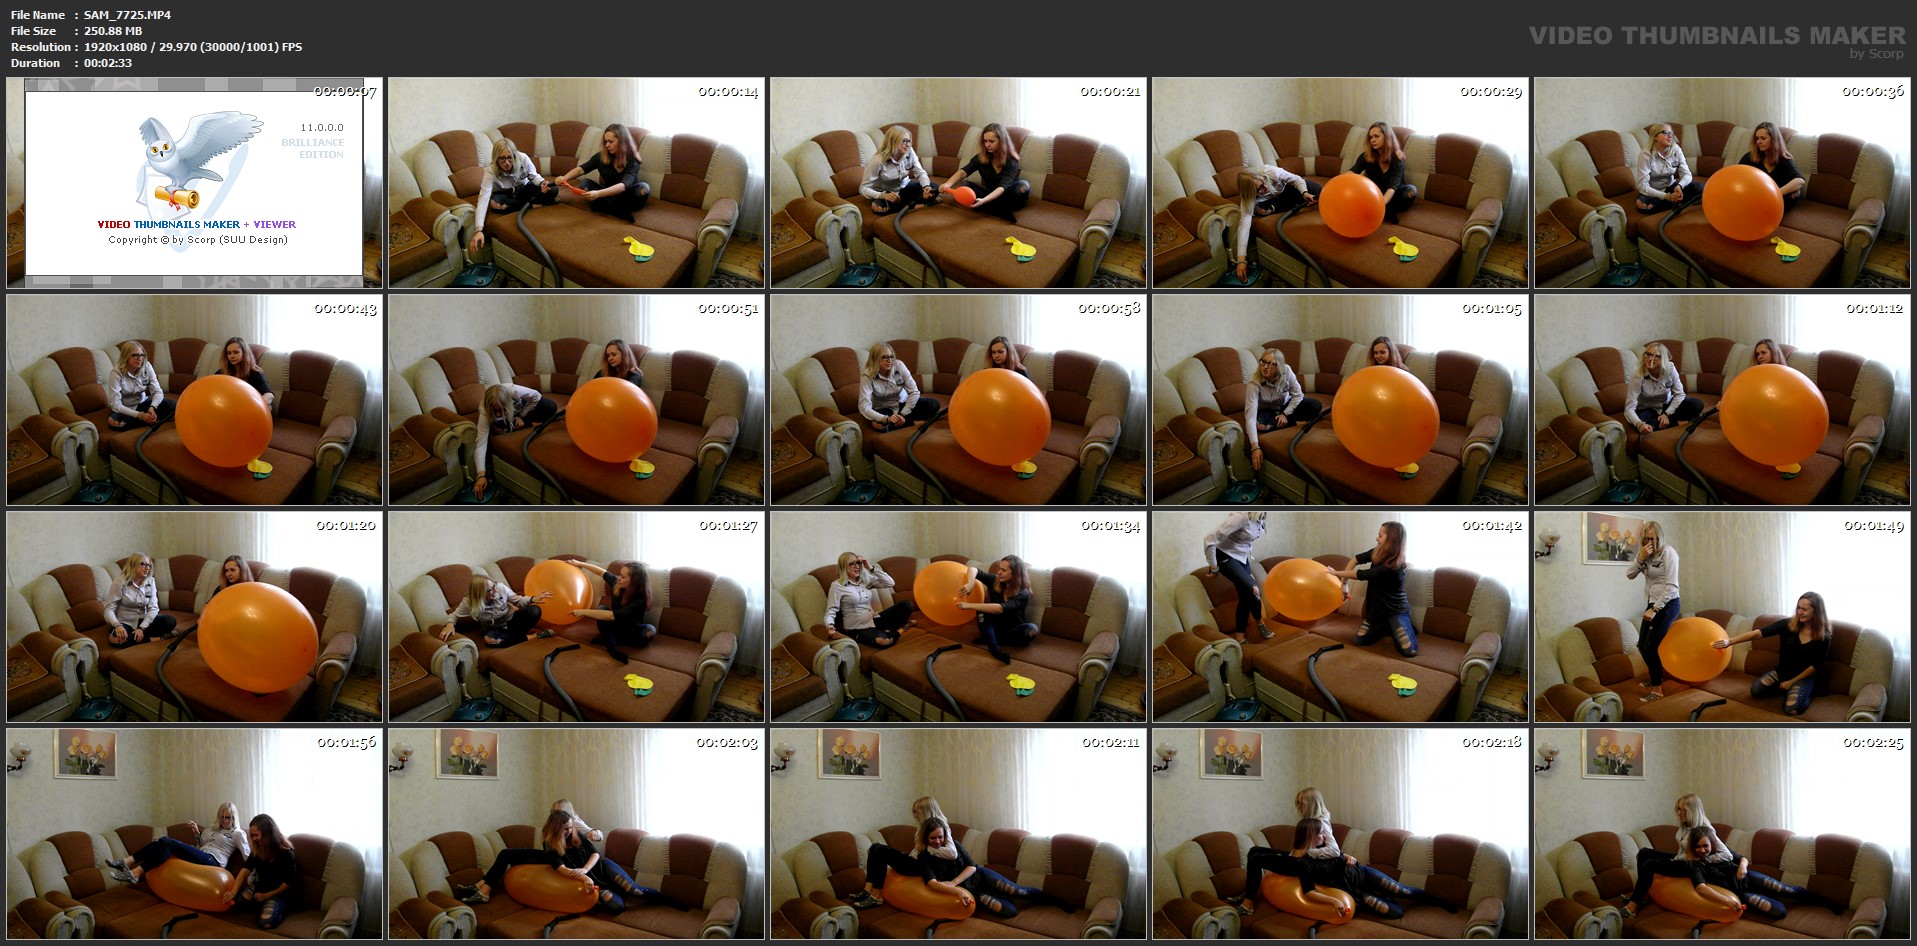 File Name : SAM_7725.MP4
File Size : 250.88 MB
Resolution : 1920x1080 / 29.970 (30000/1001) FPS
Duration : 00:02:33
VIDEO THUMBNAILS MAKER
by Scorp
00:00:07
11.0.0.0
BRILLIANCE
EDITION
VIDEO THUMBNAILS MAKER + VIEWER
Copyright © by Scorp (SUU Design)
00:00:14
00:00:21
00:00:29
00:00:36
00:00:43
00:00:51
00:00:58
00:01:05
00:01:12
00:01:20
00:01:27
00:01:34
00:01:42
00:01:49
00:01:56
00:02:03
00:02:11
00:02:18
00:02:25